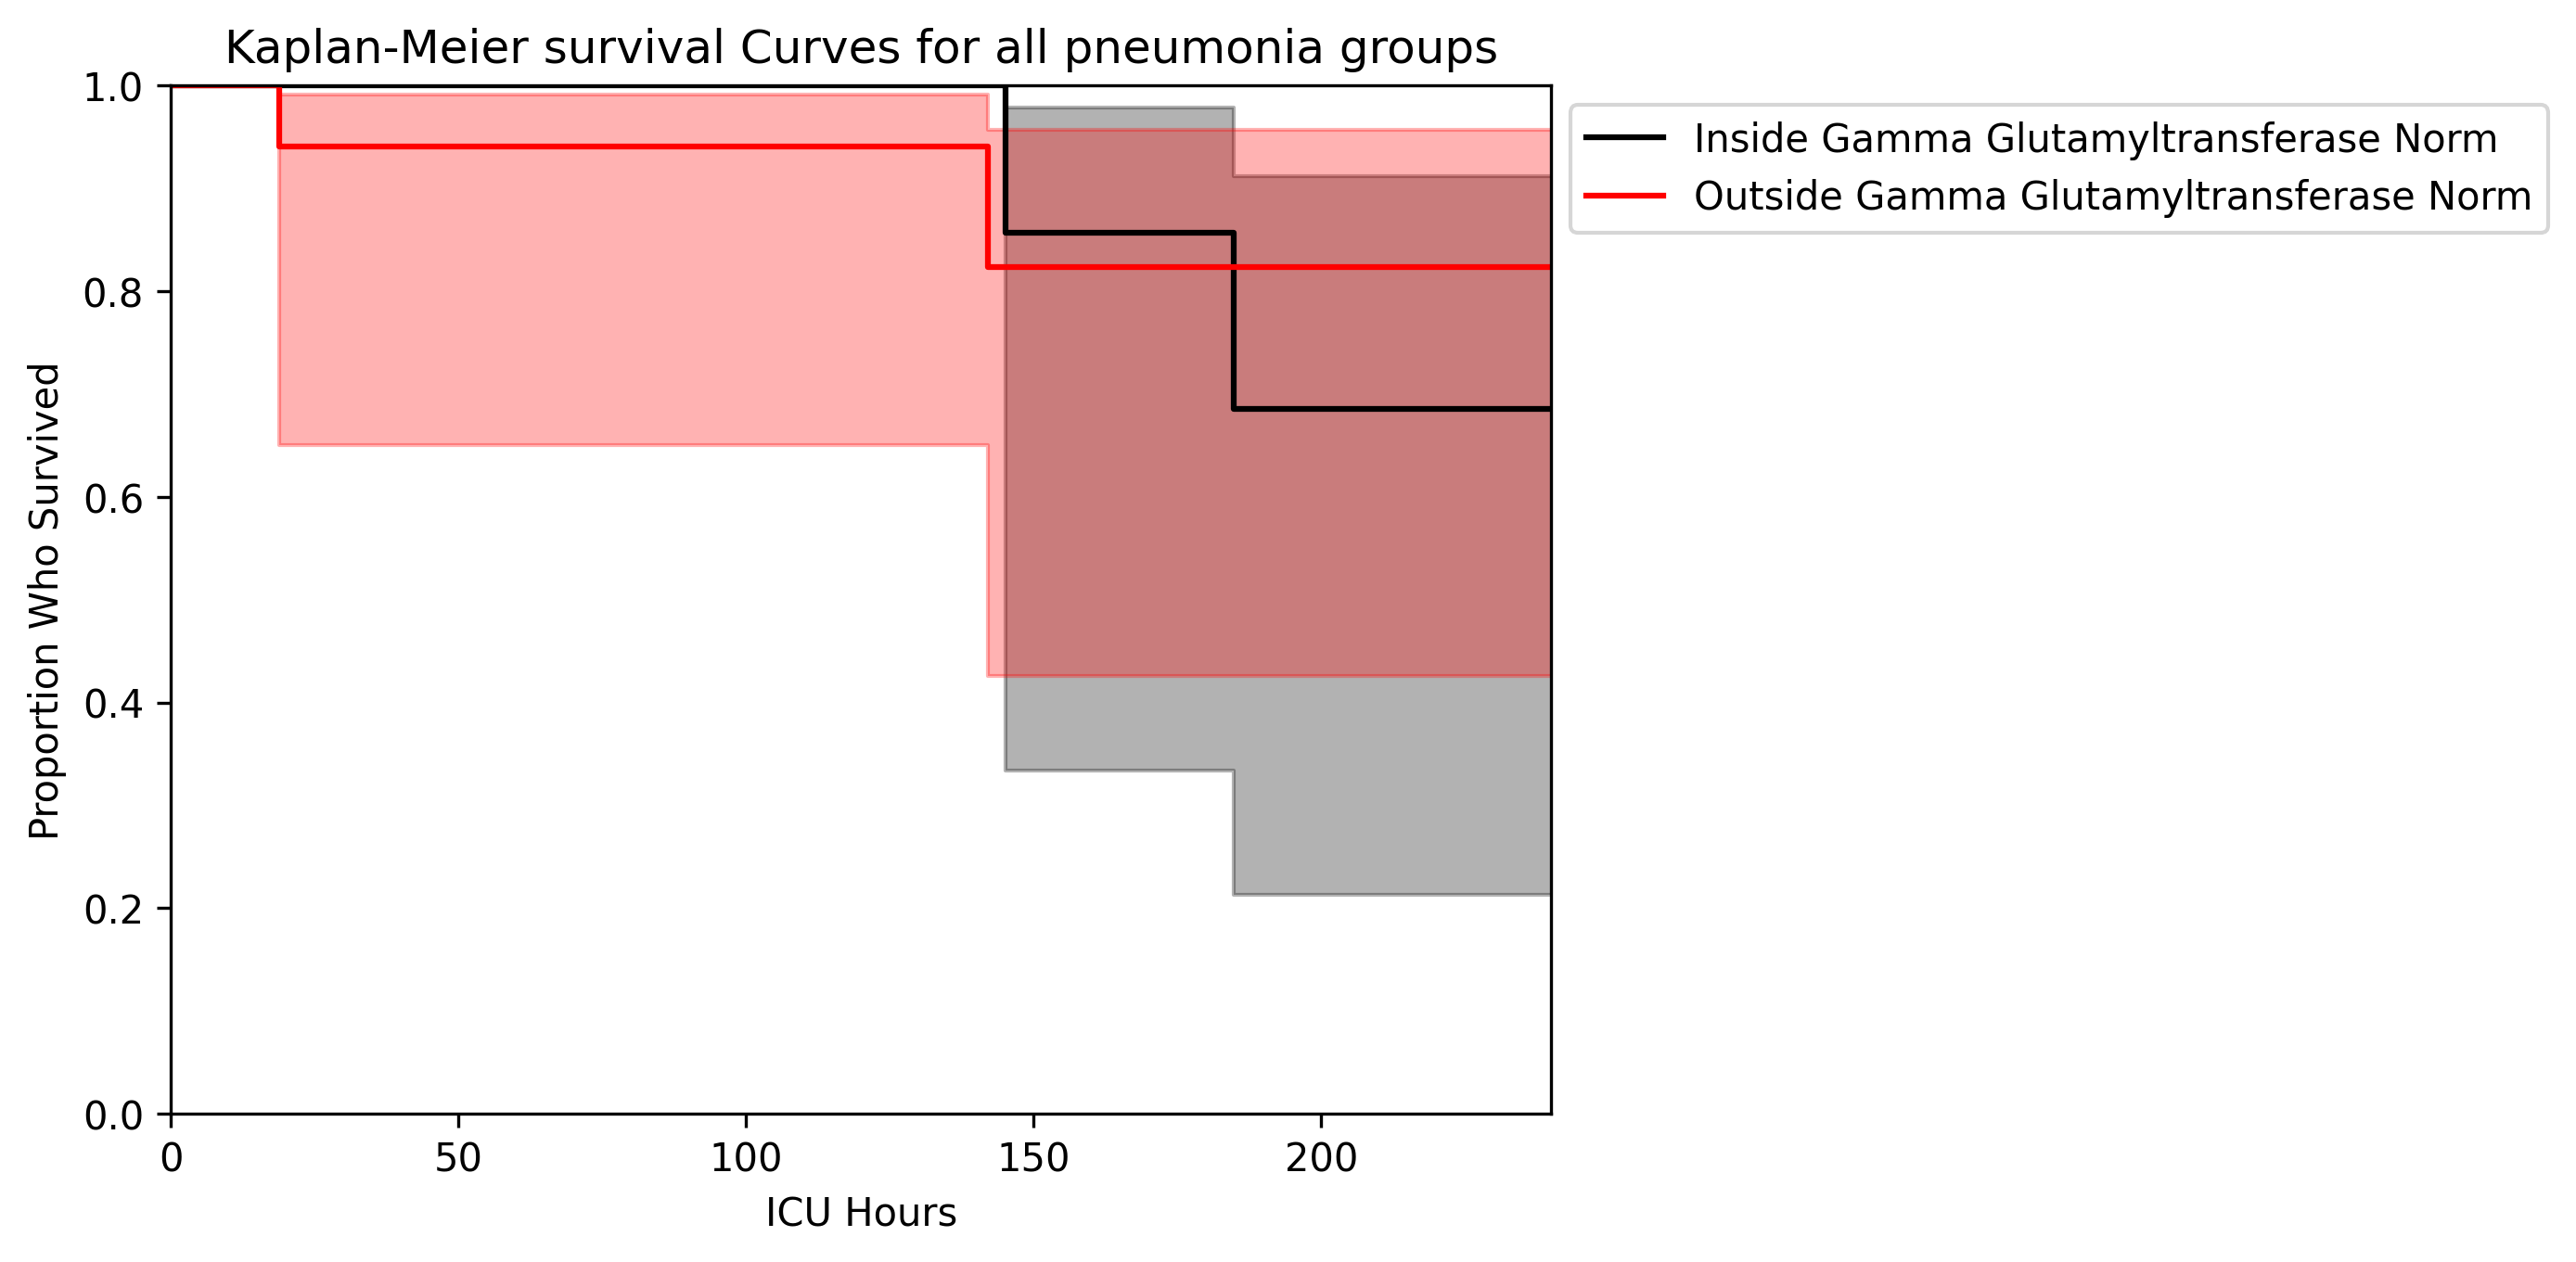 Kaplan-Meier survival Curves for all pneumonia groups
1.0
0.8
0.6
0.4
0.2
0.0
Proportion Who Survived
0 50 100 150 200
ICU Hours
Inside Gamma Glutamyltransferase Norm
Outside Gamma Glutamyltransferase Norm